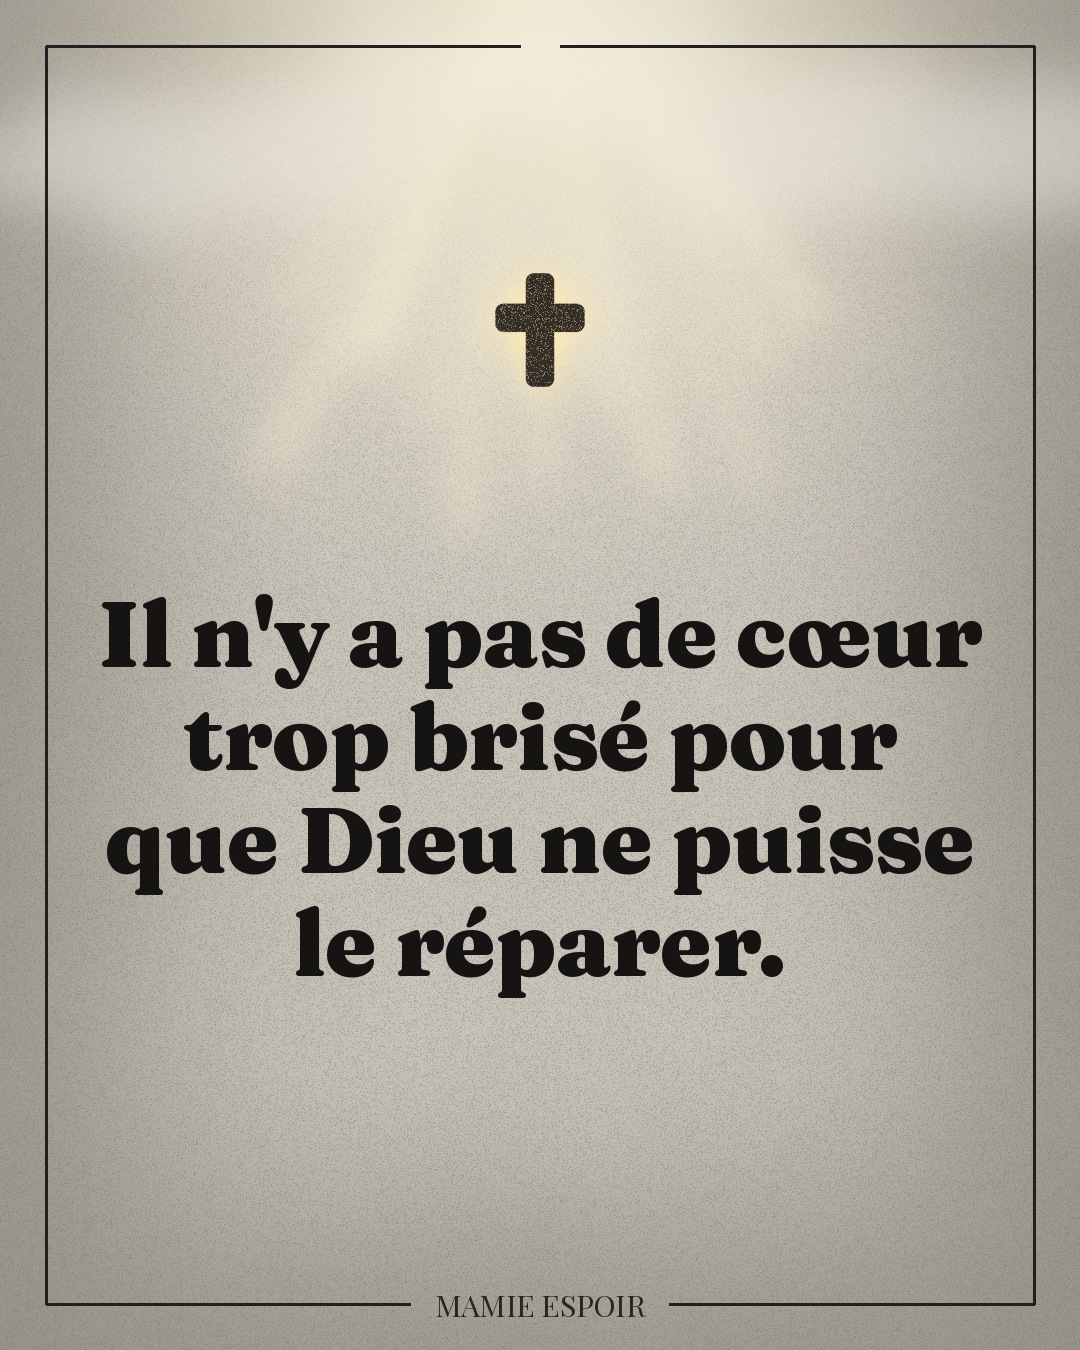 Il n'y a pas de cœur
trop brisé pour
que Dieu ne puisse
le réparer.
MAMIE ESPOIR